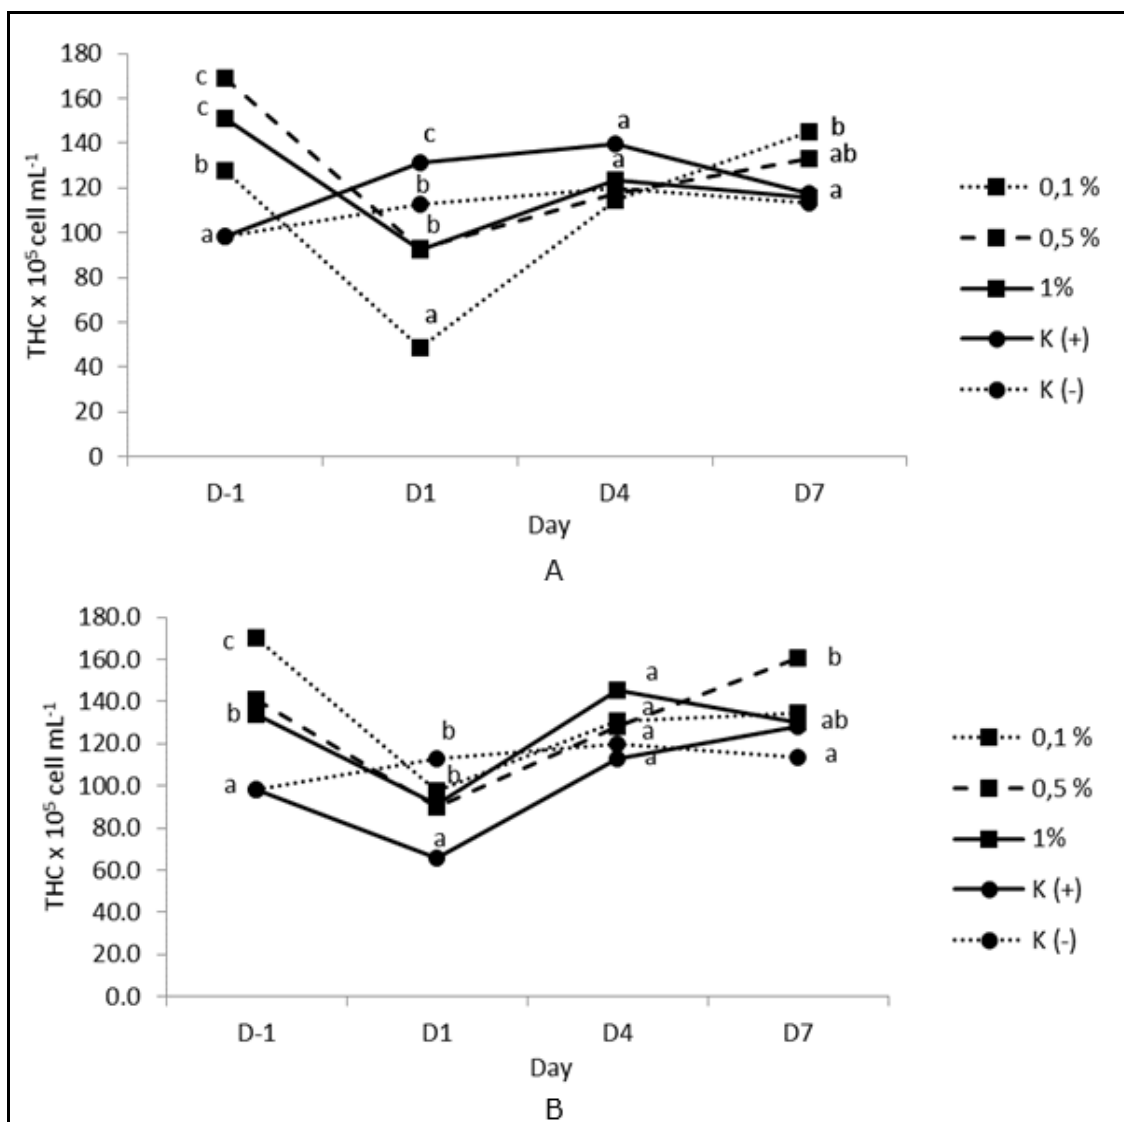 180
160
140
120
100
80
60
40
20
0
THC x 10⁵ cell mL⁻¹
c
c
b
a
c
b
b
a
a
a
b
ab
a
D-1 D1 D4 D7
Day
0,1 %
0,5 %
1%
K (+)
K (-)
A
180.0
160.0
140.0
120.0
100.0
80.0
60.0
40.0
20.0
0.0
THC x 10⁵ cell mL⁻¹
c
b
a
b
b
a
a
a
a
a
b
ab
a
D-1 D1 D4 D7
Day
0,1 %
0,5 %
1%
K (+)
K (-)
B